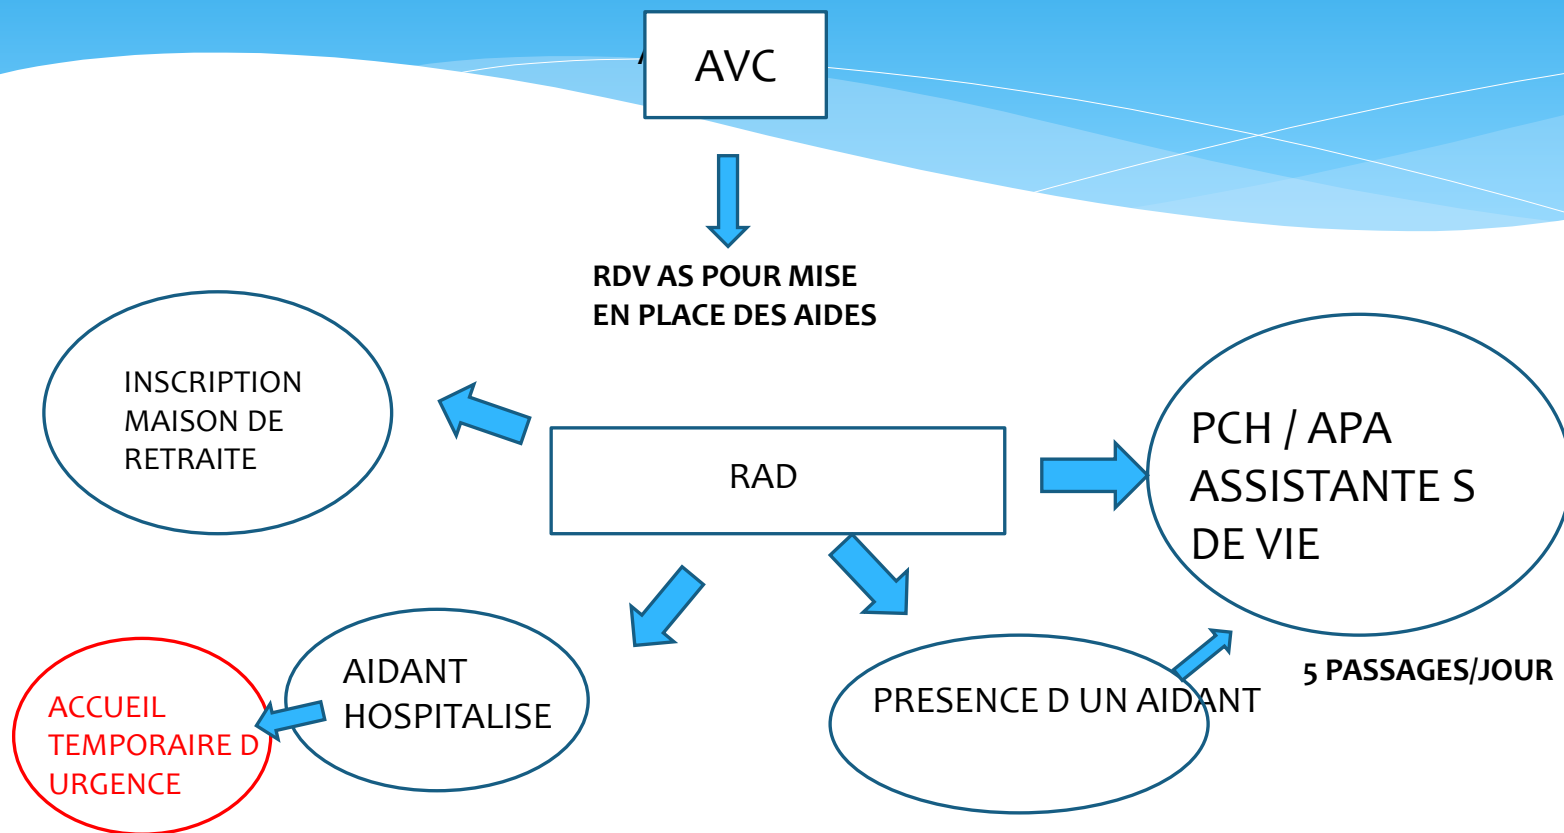 AVC
RDV AS POUR MISE
EN PLACE DES AIDES
INSCRIPTION
MAISON DE
RETRAITE
RAD
PCH / APA
ASSISTANTE S
DE VIE
5 PASSAGES/JOUR
AIDANT
HOSPITALISE
PRESENCE D UN AIDANT
ACCUEIL
TEMPORAIRE D
URGENCE